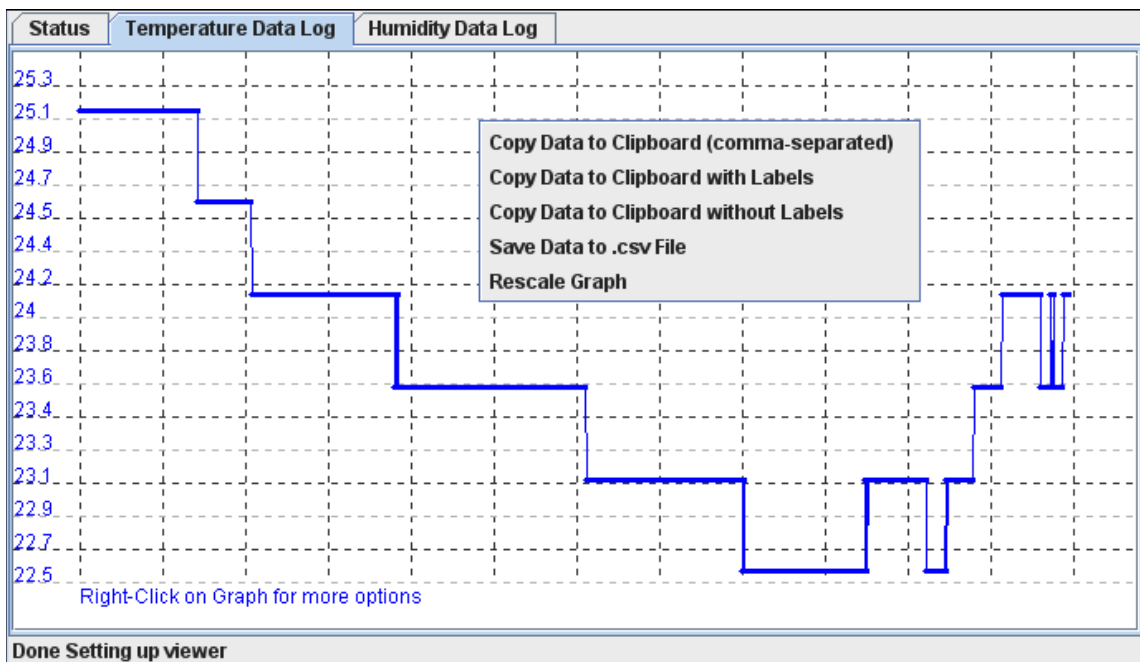 Status Temperature Data Log Humidity Data Log
25.3
25.1
24.9
Copy Data to Clipboard (comma-separated)
24.7
Copy Data to Clipboard with Labels
24.5
Copy Data to Clipboard without Labels
24.4
Save Data to .csv File
24.2
Rescale Graph
24
23.8
23.6
23.4
23.3
23.1
22.9
22.7
22.5
Right-Click on Graph for more options
Done Setting up viewer